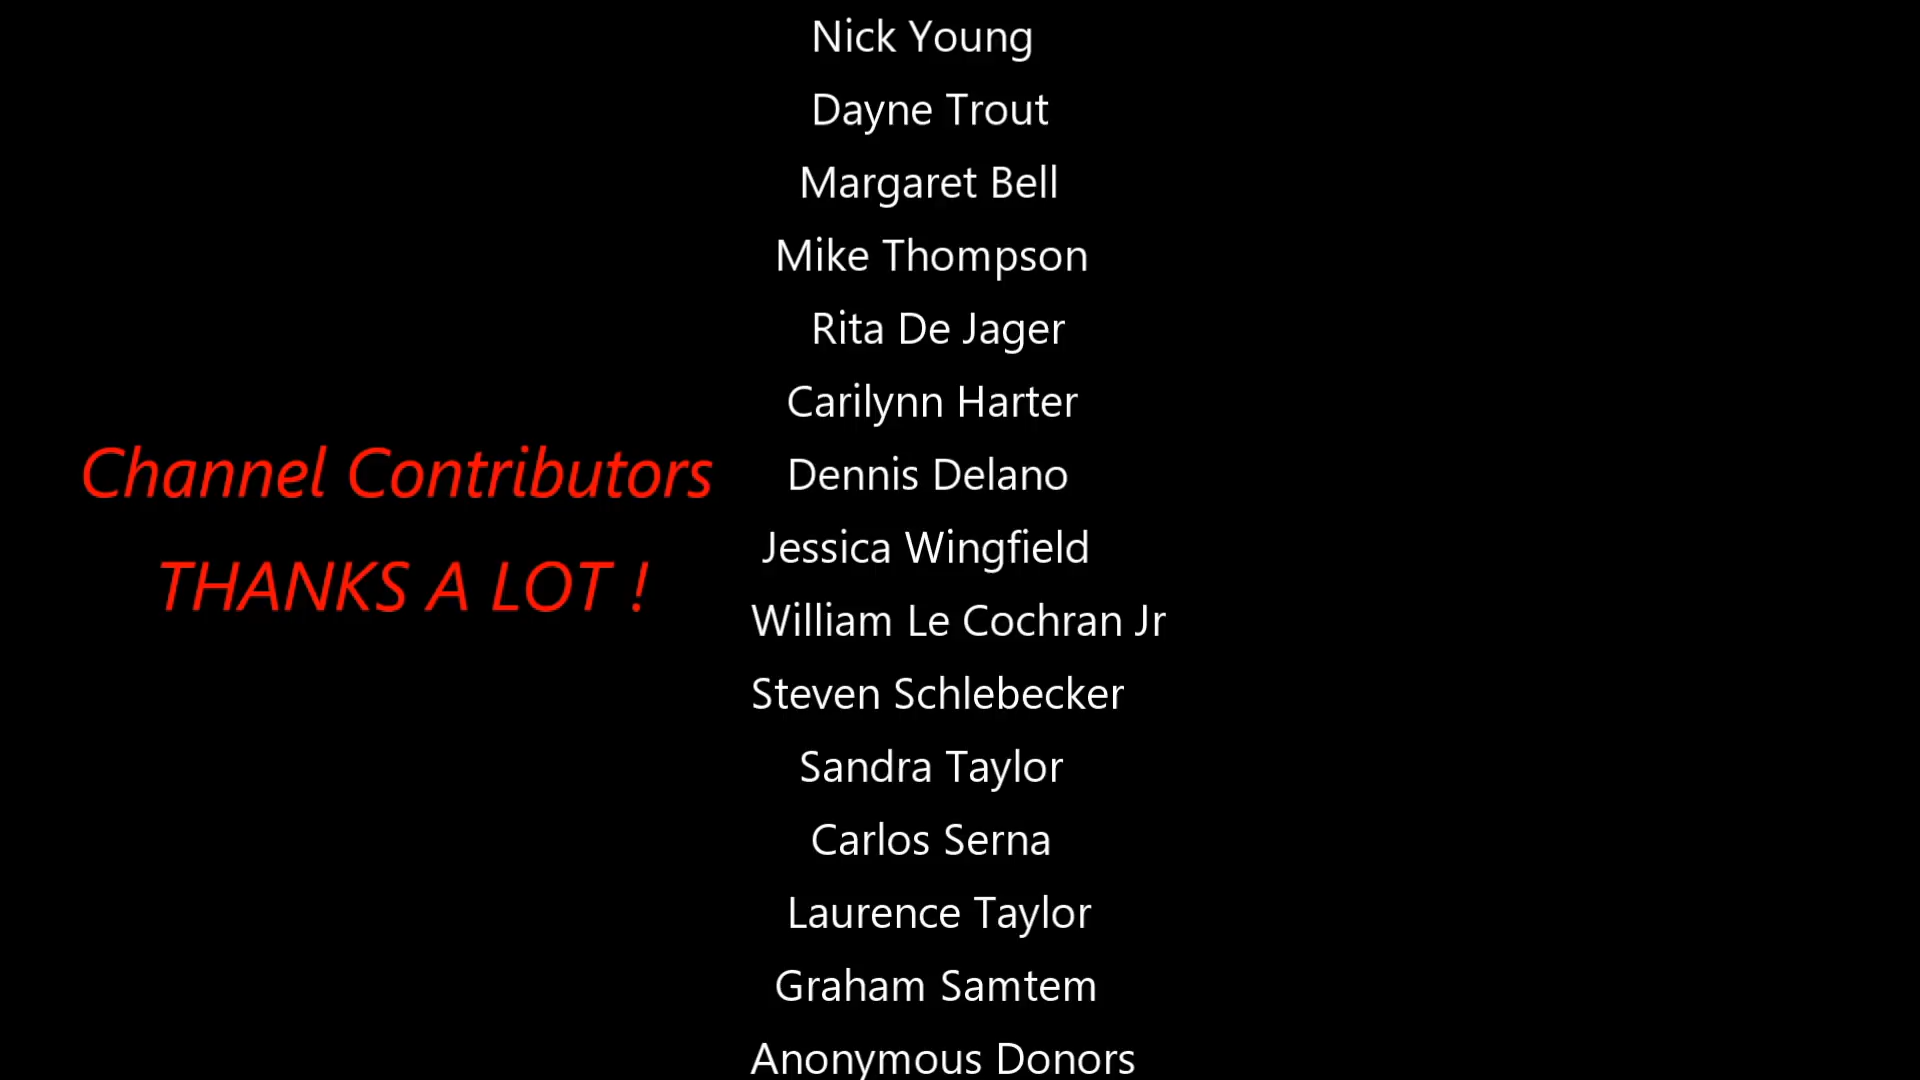 Channel Contributors
THANKS A LOT !
Nick Young
Dayne Trout
Margaret Bell
Mike Thompson
Rita De Jager
Carilynn Harter
Dennis Delano
Jessica Wingfield
William Le Cochran Jr
Steven Schlebecker
Sandra Taylor
Carlos Serna
Laurence Taylor
Graham Samtem
Anonymous Donors